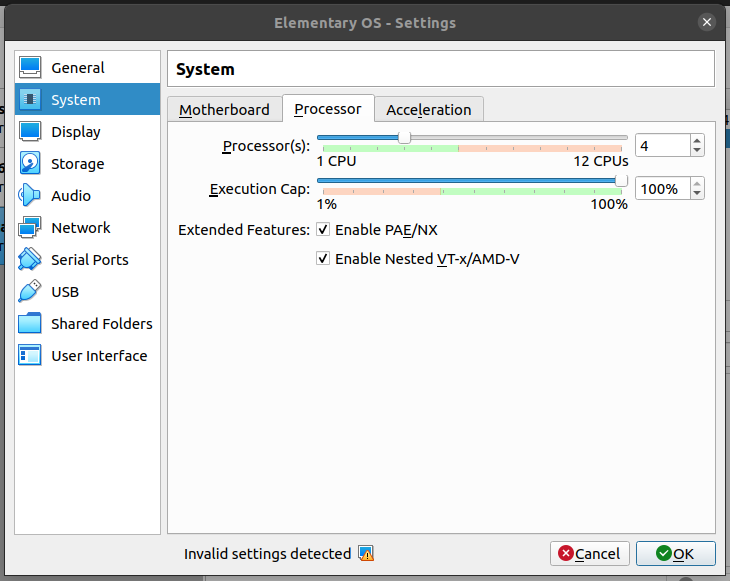 Elementary OS - Settings
General
System
Display
Storage
Audio
Network
Serial Ports
USB
Shared Folders
User Interface
System
Motherboard Processor Acceleration
Processor(s): 4
1 CPU 12 CPUs
Execution Cap: 100%
1% 100%
Extended Features: Enable PAE/NX
Enable Nested VT-x/AMD-V
Invalid settings detected Cancel OK